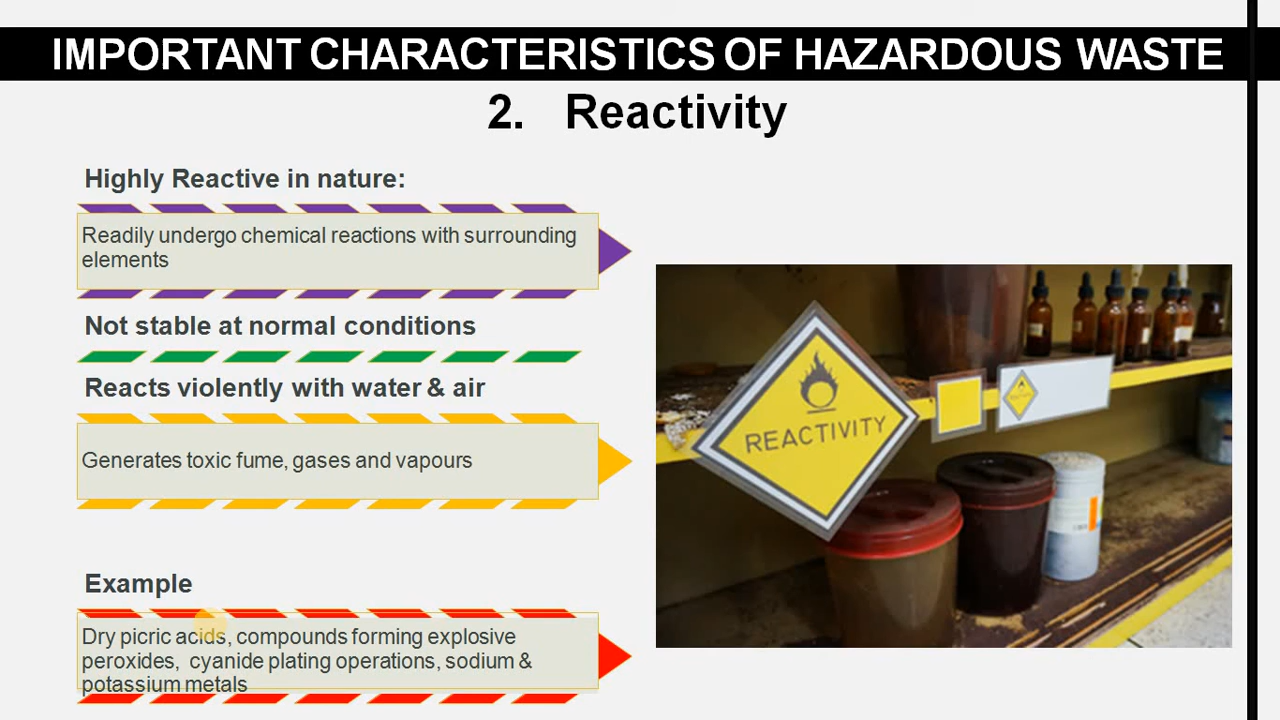 IMPORTANT CHARACTERISTICS OF HAZARDOUS WASTE
2. Reactivity
Highly Reactive in nature:
Readily undergo chemical reactions with surrounding
elements
Not stable at normal conditions
Reacts violently with water & air
Generates toxic fume, gases and vapours
Example
Dry picric acids, compounds forming explosive
peroxides, cyanide plating operations, sodium &
potassium metals
REACTIVITY